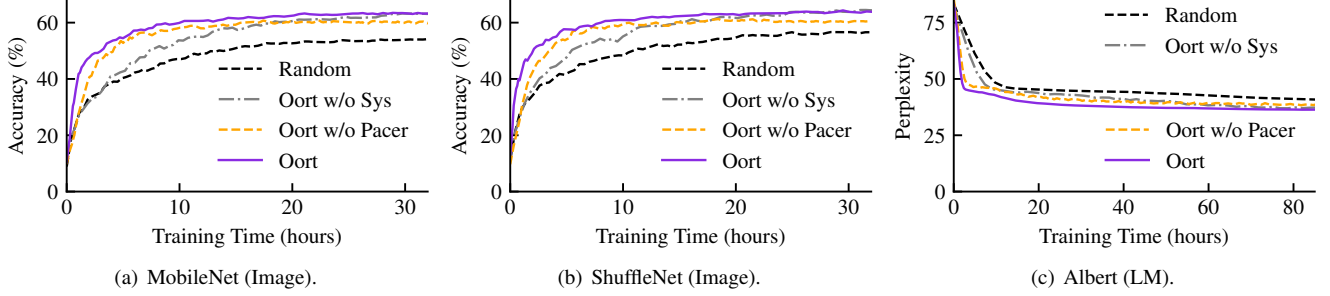 Accuracy (%)
60
40
20
0
0 10 20 30
Training Time (hours)
Random
Oort w/o Sys
Oort w/o Pacer
Oort
(a) MobileNet (Image).
Accuracy (%)
60
40
20
0
0 10 20 30
Training Time (hours)
Random
Oort w/o Sys
Oort w/o Pacer
Oort
(b) ShuffleNet (Image).
Perplexity
75
50
25
0
0 20 40 60 80
Training Time (hours)
Random
Oort w/o Sys
Oort w/o Pacer
Oort
(c) Albert (LM).